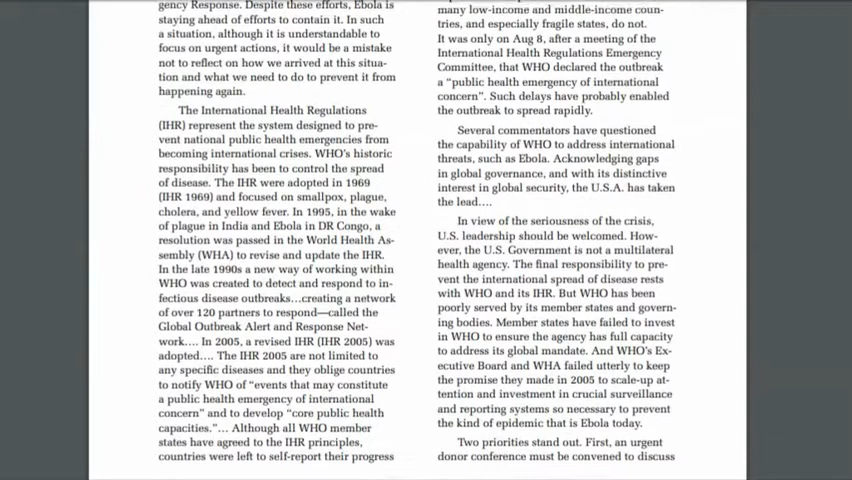 gency Response. Despite these efforts, Ebola is
staying ahead of efforts to contain it. In such
a situation, although it is understandable to
focus on urgent actions, it would be a mistake
not to reflect on how we arrived at this situa-
tion and what we need to do to prevent it from
happening again.
The International Health Regulations
(IHR) represent the system designed to pre-
vent national public health emergencies from
becoming international crises. WHO's historic
responsibility has been to control the spread
of disease. The IHR were adopted in 1969
(IHR 1969) and focused on smallpox, plague,
cholera, and yellow fever. In 1995, in the wake
of plague in India and Ebola in DR Congo, a
resolution was passed in the World Health As-
sembly (WHA) to revise and update the IHR.
In the late 1990s a new way of working within
WHO was created to detect and respond to in-
fectious disease outbreaks…creating a network
of over 120 partners to respond—called the
Global Outbreak Alert and Response Net-
work.… In 2005, a revised IHR (IHR 2005) was
adopted.… The IHR 2005 are not limited to
any specific diseases and they oblige countries
to notify WHO of “events that may constitute
a public health emergency of international
concern” and to develop “core public health
capacities.”… Although all WHO member
states have agreed to the IHR principles,
countries were left to self-report their progress
many low-income and middle-income coun-
tries, and especially fragile states, do not.
It was only on Aug 8, after a meeting of the
International Health Regulations Emergency
Committee, that WHO declared the outbreak
a “public health emergency of international
concern”. Such delays have probably enabled
the outbreak to spread rapidly.
Several commentators have questioned
the capability of WHO to address international
threats, such as Ebola. Acknowledging gaps
in global governance, and with its distinctive
interest in global security, the U.S.A. has taken
the lead.…
In view of the seriousness of the crisis,
U.S. leadership should be welcomed. How-
ever, the U.S. Government is not a multilateral
health agency. The final responsibility to pre-
vent the international spread of disease rests
with WHO and its IHR. But WHO has been
poorly served by its member states and govern-
ing bodies. Member states have failed to invest
in WHO to ensure the agency has full capacity
to address its global mandate. And WHO's Ex-
ecutive Board and WHA failed utterly to keep
the promise they made in 2005 to scale-up at-
tention and investment in crucial surveillance
and reporting systems so necessary to prevent
the kind of epidemic that is Ebola today.
Two priorities stand out. First, an urgent
donor conference must be convened to discuss